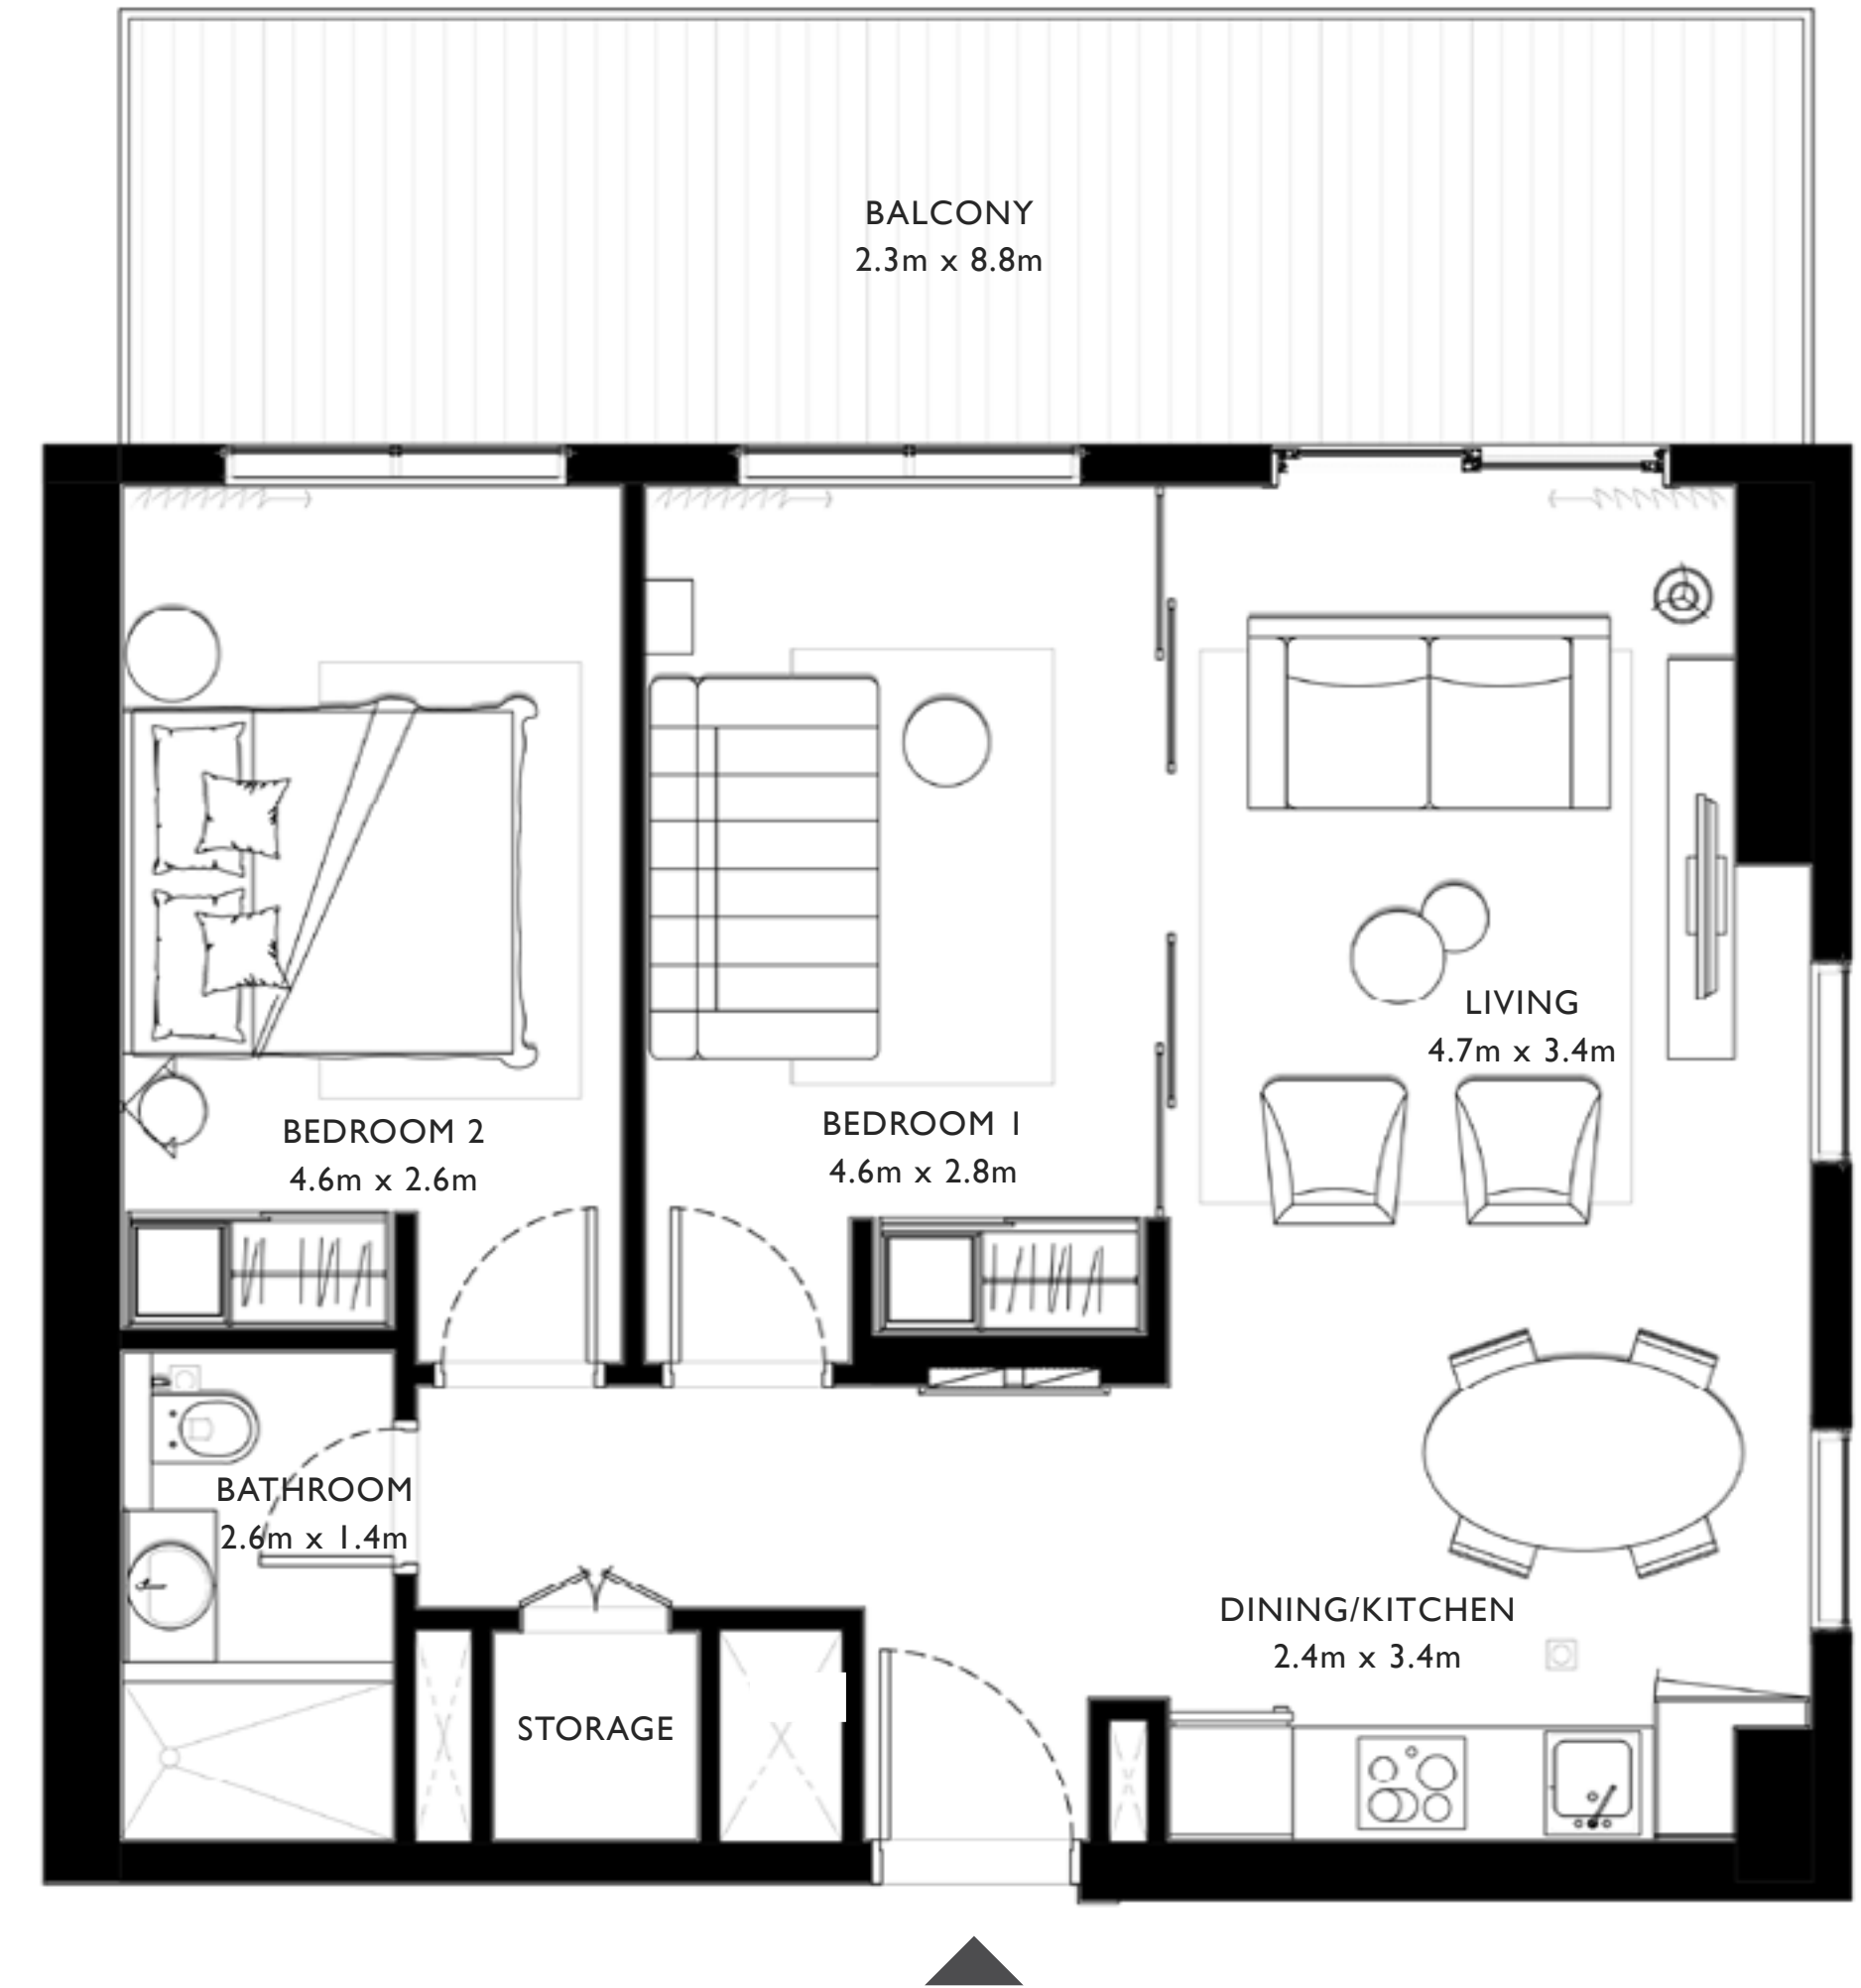 BALCONY
2.3m x 8.8m
LIVING
4.7m x 3.4m
BEDROOM 2
4.6m x 2.6m
BEDROOM 1
4.6m x 2.8m
BATHROOM
2.6m x 1.4m
DINING/KITCHEN
2.4m x 3.4m
STORAGE